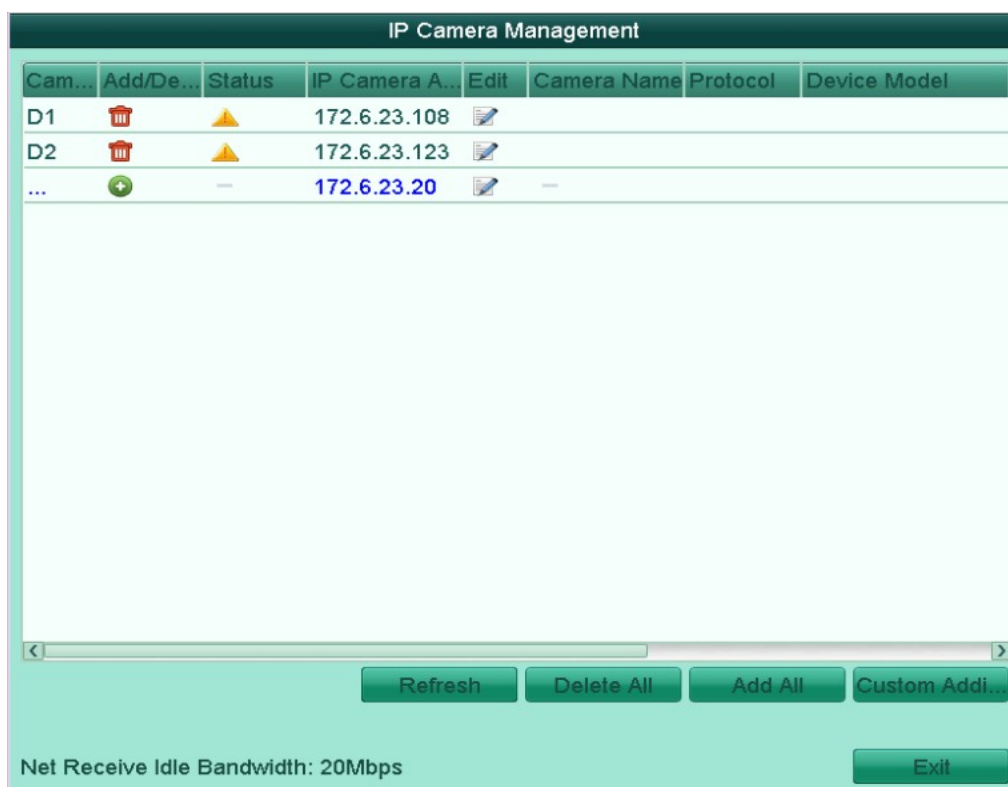 IP Camera Management
Cam... Add/De... Status IP Camera A... Edit Camera Name Protocol Device Model
D1 172.6.23.108
D2 172.6.23.123
... — 172.6.23.20 —
Refresh Delete All Add All Custom Addi...
Net Receive Idle Bandwidth: 20Mbps Exit